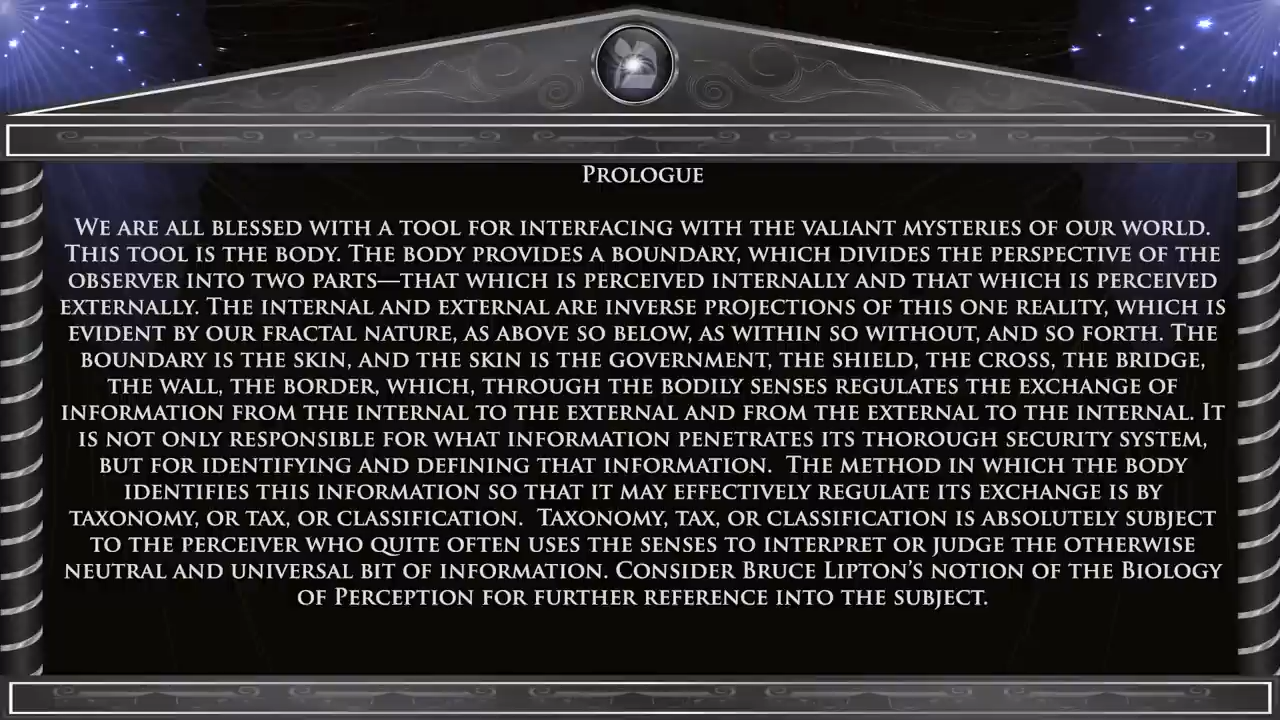 Prologue
We are all blessed with a tool for interfacing with the valiant mysteries of our world.
This tool is the body. The body provides a boundary, which divides the perspective of the
observer into two parts—that which is perceived internally and that which is perceived
externally. The internal and external are inverse projections of this one reality, which is
evident by our fractal nature, as above so below, as within so without, and so forth. The
boundary is the skin, and the skin is the government, the shield, the cross, the bridge,
the wall, the border, which, through the bodily senses regulates the exchange of
information from the internal to the external and from the external to the internal. It
is not only responsible for what information penetrates its thorough security system,
but for identifying and defining that information.  The method in which the body
identifies this information so that it may effectively regulate its exchange is by
taxonomy, or tax, or classification.  Taxonomy, tax, or classification is absolutely subject
to the perceiver who quite often uses the senses to interpret or judge the otherwise
neutral and universal bit of information. Consider Bruce Lipton's notion of the Biology
of Perception for further reference into the subject.